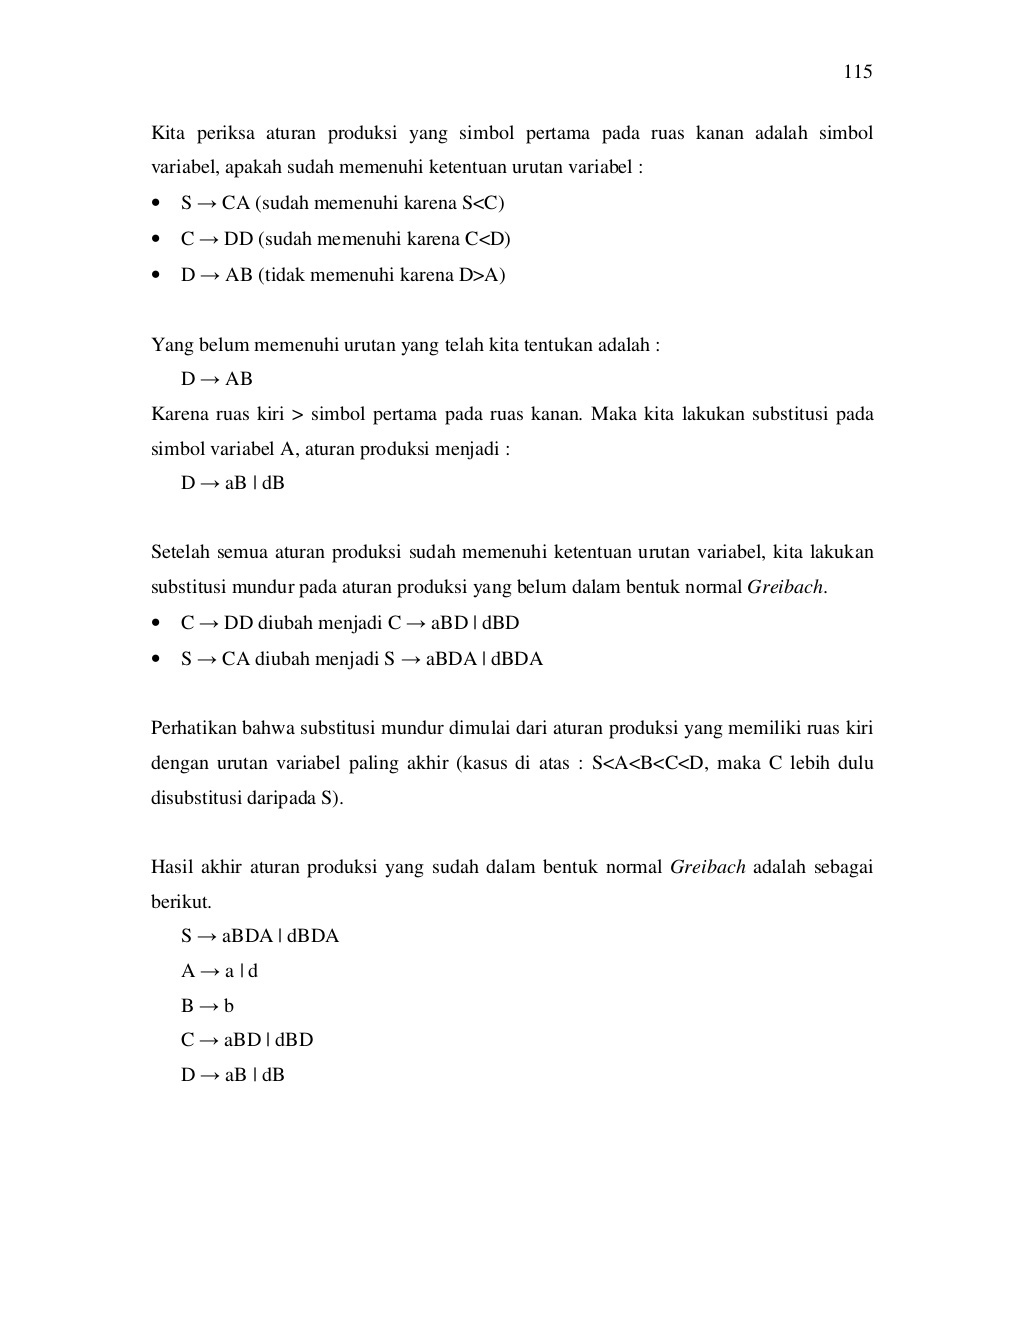 115
Kita periksa aturan produksi yang simbol pertama pada ruas kanan adalah simbol
variabel, apakah sudah memenuhi ketentuan urutan variabel :
• S → CA (sudah memenuhi karena S<C)
• C → DD (sudah memenuhi karena C<D)
• D → AB (tidak memenuhi karena D>A)
Yang belum memenuhi urutan yang telah kita tentukan adalah :
D → AB
Karena ruas kiri > simbol pertama pada ruas kanan. Maka kita lakukan substitusi pada
simbol variabel A, aturan produksi menjadi :
D → aB | dB
Setelah semua aturan produksi sudah memenuhi ketentuan urutan variabel, kita lakukan
substitusi mundur pada aturan produksi yang belum dalam bentuk normal Greibach.
• C → DD diubah menjadi C → aBD | dBD
• S → CA diubah menjadi S → aBDA | dBDA
Perhatikan bahwa substitusi mundur dimulai dari aturan produksi yang memiliki ruas kiri
dengan urutan variabel paling akhir (kasus di atas : S<A<B<C<D, maka C lebih dulu
disubstitusi daripada S).
Hasil akhir aturan produksi yang sudah dalam bentuk normal Greibach adalah sebagai
berikut.
S → aBDA | dBDA
A → a | d
B → b
C → aBD | dBD
D → aB | dB